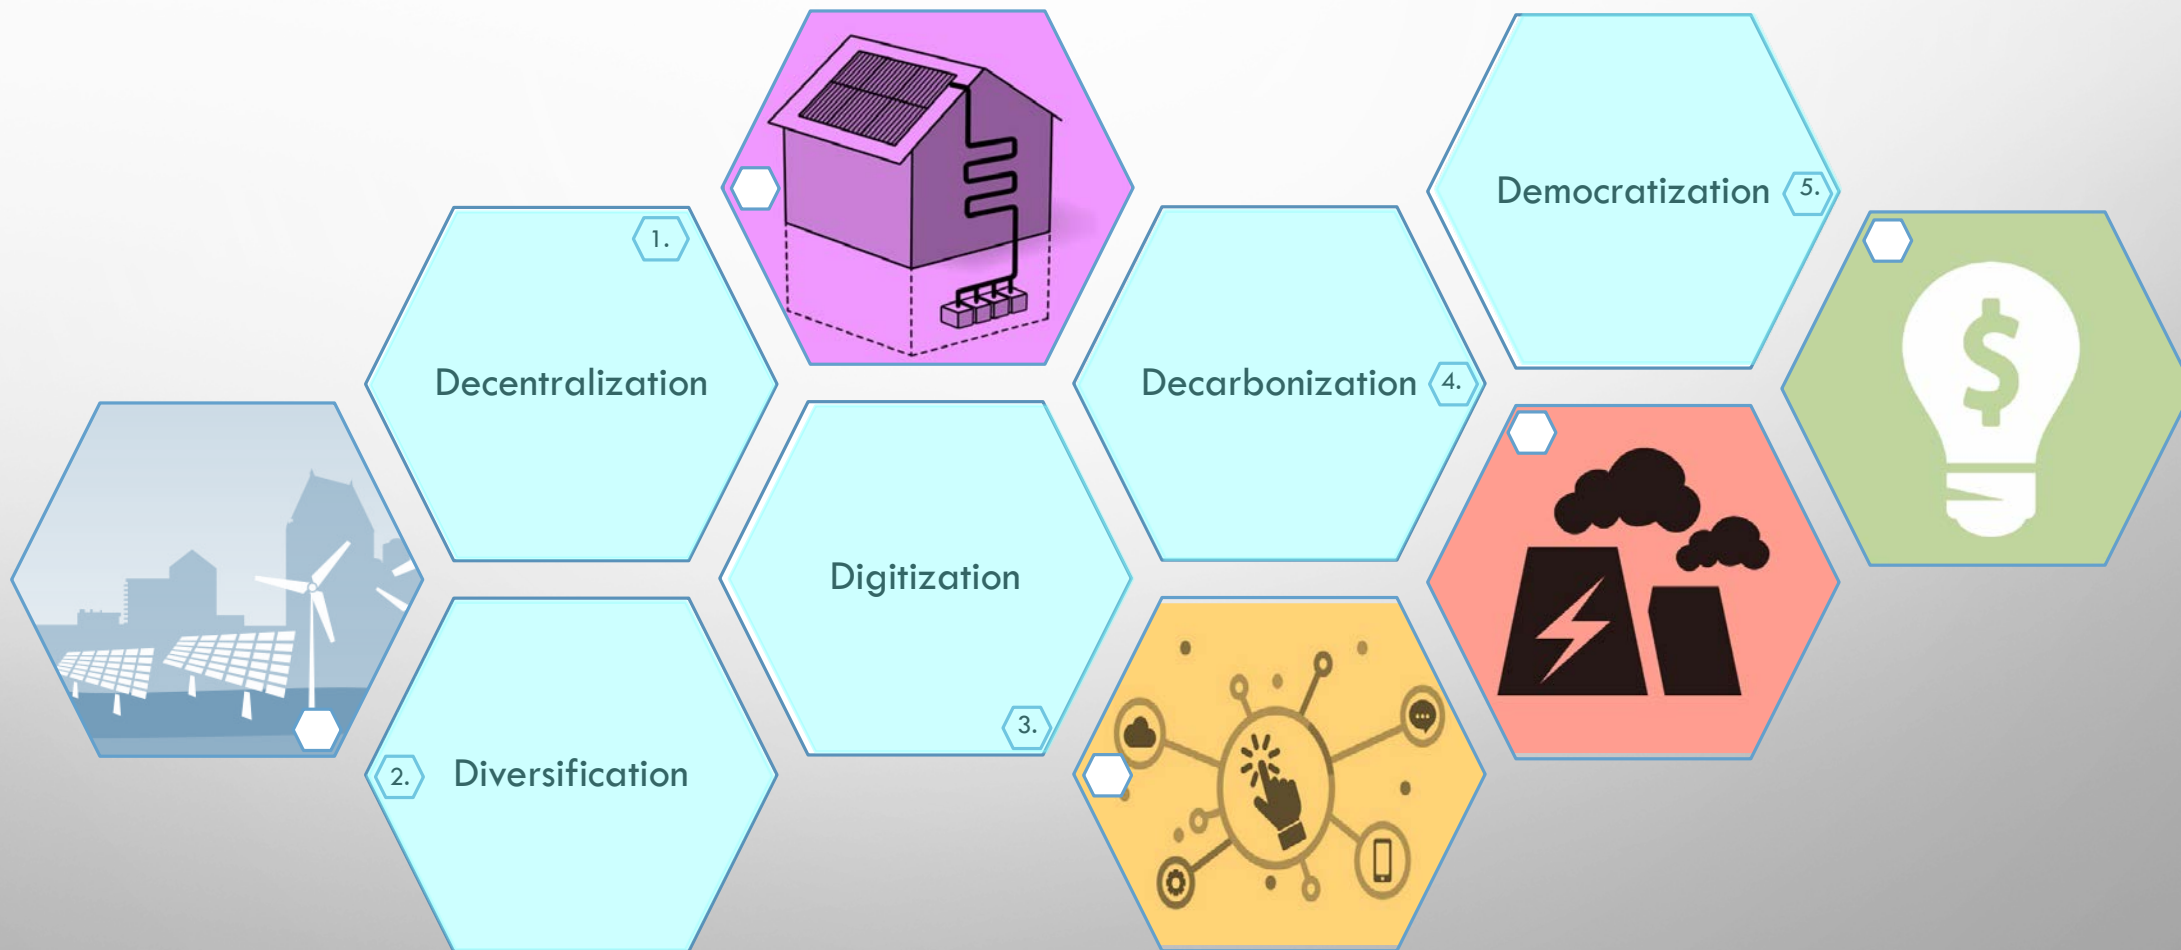 1.
Decentralization
2.
Diversification
Digitization
3.
Decarbonization
4.
Democratization
5.
$